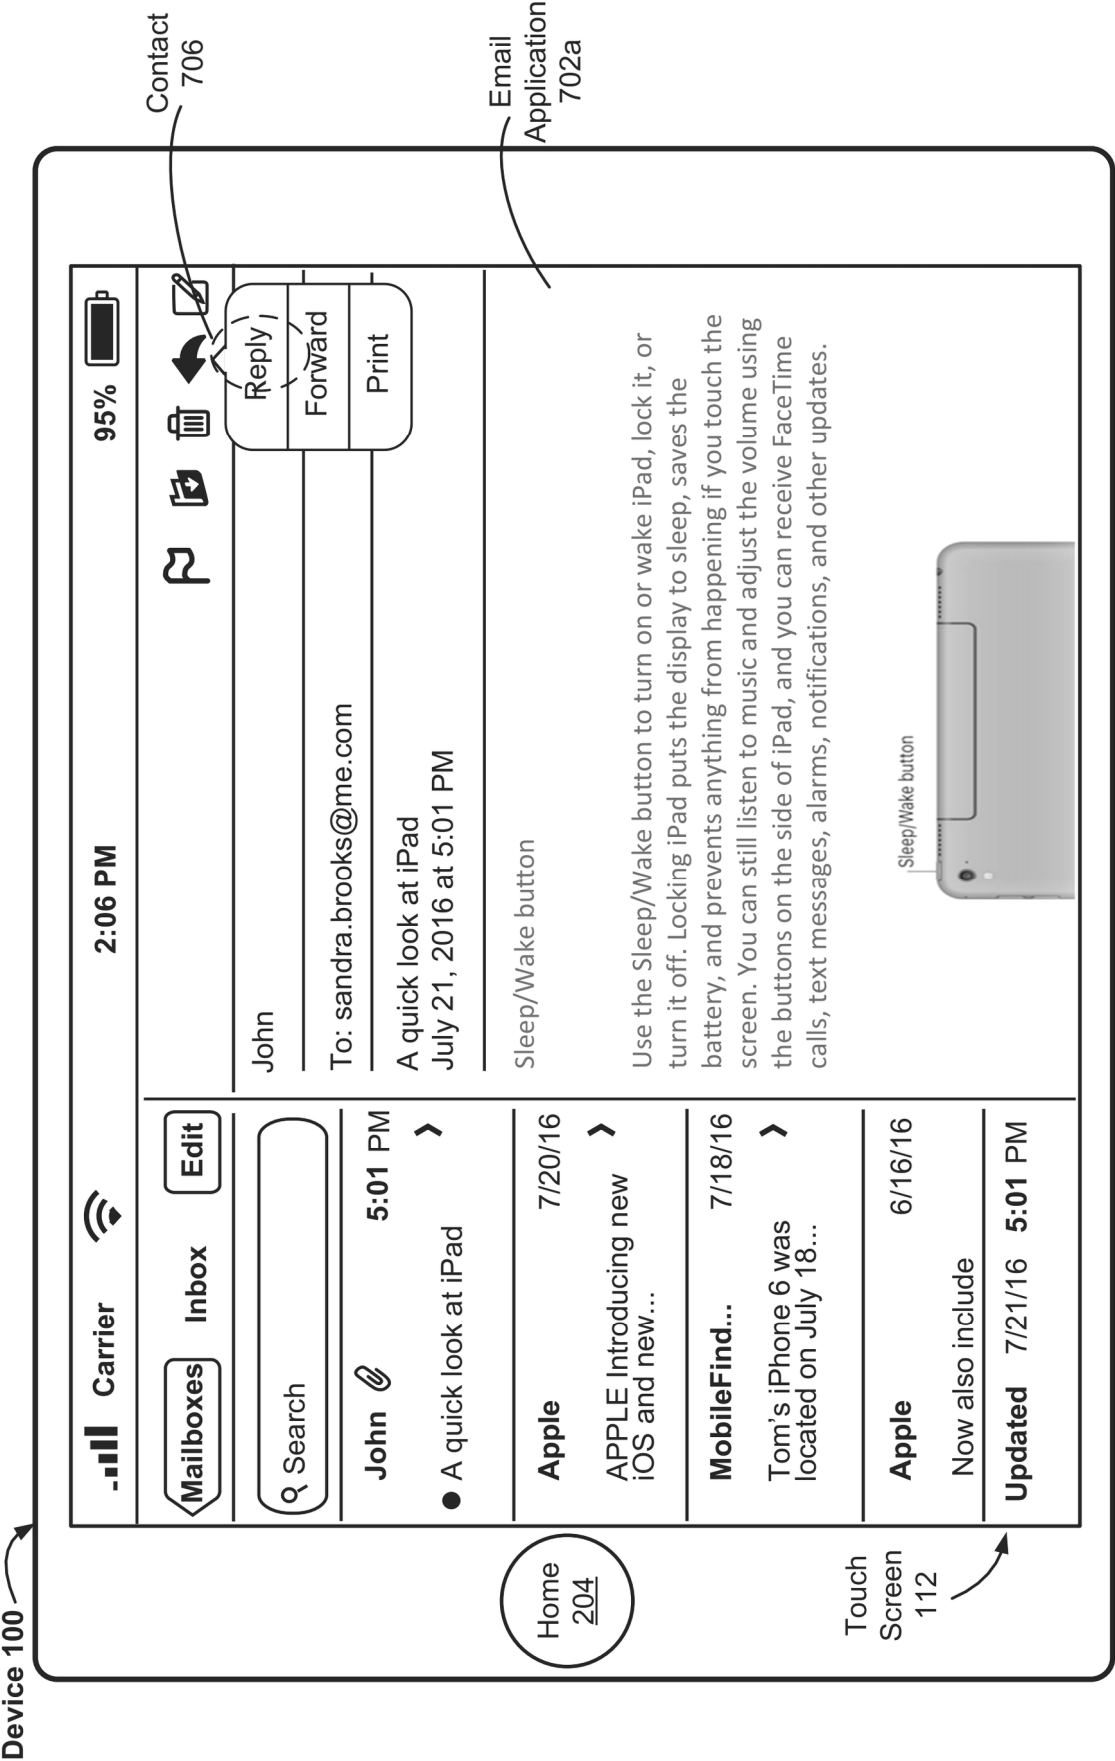 Device 100
Contact
706
Email
Application
702a
Carrier
2:06 PM
95%
Mailboxes
Inbox
Edit
Search
John
5:01 PM
A quick look at iPad
Apple
7/20/16
APPLE Introducing new
iOS and new...
MobileFind...
7/18/16
Tom's iPhone 6 was
located on July 18...
Apple
6/16/16
Now also include
Updated 7/21/16 5:01 PM
John
To: sandra.brooks@me.com
A quick look at iPad
July 21, 2016 at 5:01 PM
Reply
Forward
Print
Sleep/Wake button
Use the Sleep/Wake button to turn on or wake iPad, lock it, or
turn it off. Locking iPad puts the display to sleep, saves the
battery, and prevents anything from happening if you touch the
screen. You can still listen to music and adjust the volume using
the buttons on the side of iPad, and you can receive FaceTime
calls, text messages, alarms, notifications, and other updates.
Sleep/Wake button
Home
204
Touch
Screen
112